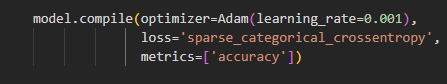 model.compile(optimizer=Adam(learning_rate=0.001),
              loss='sparse_categorical_crossentropy',
              metrics=['accuracy'])